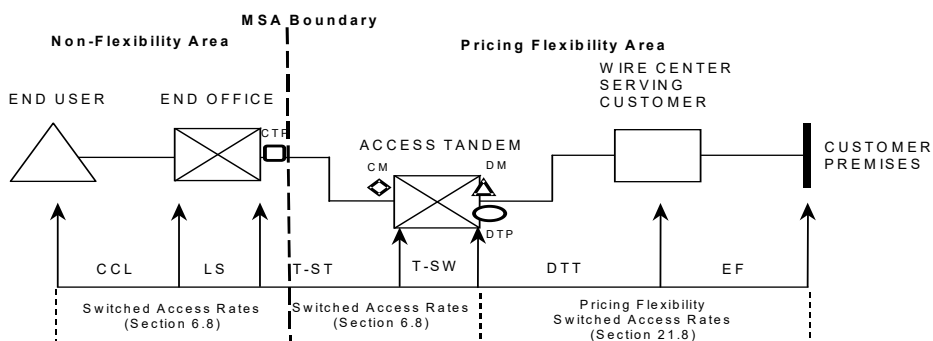 MSA Boundary
Non-Flexibility Area
Pricing Flexibility Area
WIRE CENTER
SERVING
CUSTOMER
END USER
END OFFICE
CTP
ACCESS TANDEM
CUSTOMER
PREMISES
CM
DM
DTP
CCL
LS
T-ST
T-SW
DTT
EF
Switched Access Rates
(Section 6.8)
Switched Access Rates
(Section 6.8)
Pricing Flexibility
Switched Access Rates
(Section 21.8)